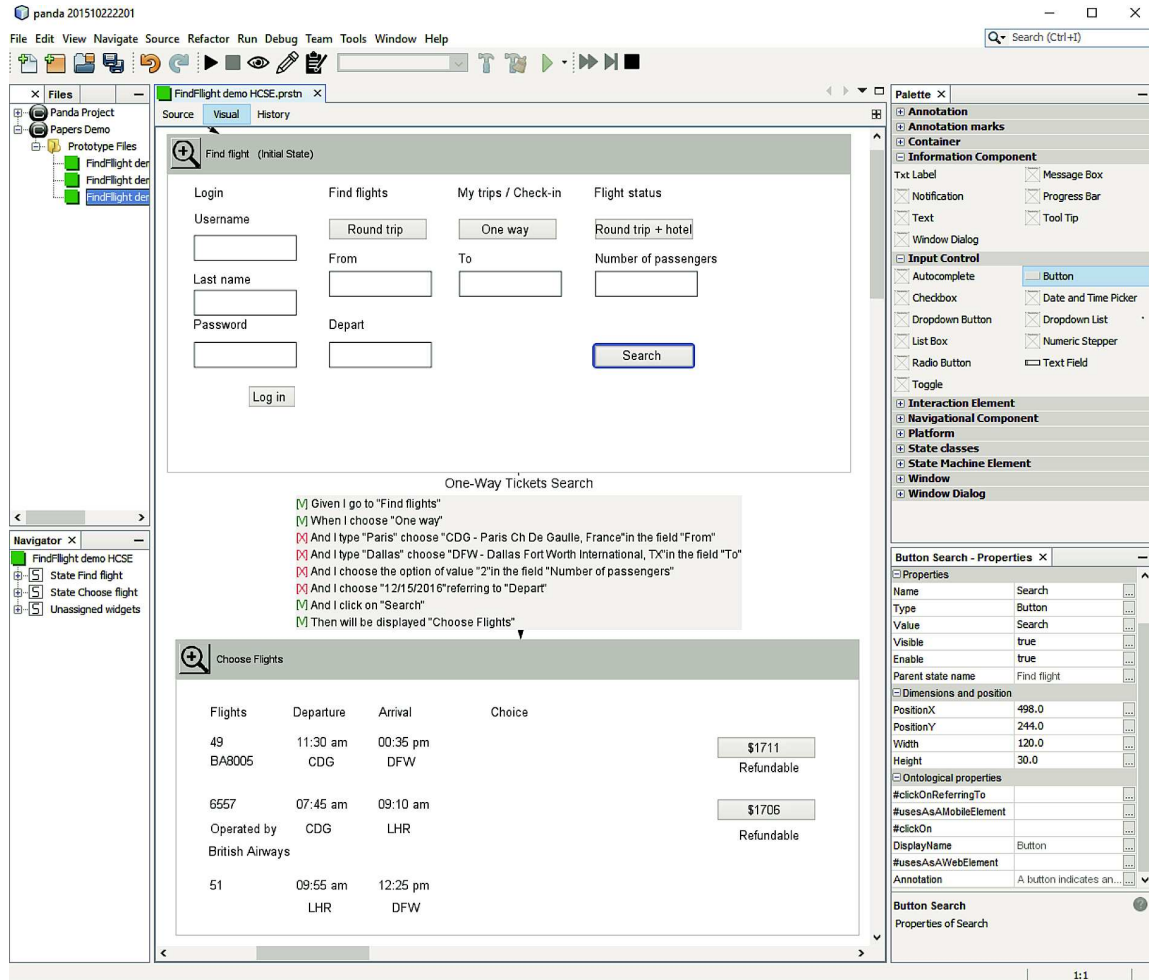 panda 201510222201
File Edit View Navigate Source Refactor Run Debug Team Tools Window Help
Search (Ctrl+I)
Files
Panda Project
Papers Demo
Prototype Files
FindFllight der
FindFllight der
FindFllight der
Navigator
FindFllight demo HCSE
State Find flight
State Choose flight
Unassigned widgets
FindFllight demo HCSE.prstn
Source Visual History
Find flight (Initial State)
Login Find flights My trips / Check-in Flight status
Username
Round trip One way Round trip + hotel
From To Number of passengers
Last name
Password Depart
Search
Log in
One-Way Tickets Search
[V] Given I go to "Find flights"
[V] When I choose "One way"
[X] And I type "Paris" choose "CDG - Paris Ch De Gaulle, France"in the field "From"
[X] And I type "Dallas" choose "DFW - Dallas Fort Worth International, TX"in the field "To"
[X] And I choose the option of value "2"in the field "Number of passengers"
[X] And I choose "12/15/2016"referring to "Depart"
[V] And I click on "Search"
[V] Then will be displayed "Choose Flights"
Choose Flights
Flights Departure Arrival Choice
49 11:30 am 00:35 pm $1711
BA8005 CDG DFW Refundable
6557 07:45 am 09:10 am $1706
Operated by CDG LHR Refundable
British Airways
51 09:55 am 12:25 pm
LHR DFW
Palette
Annotation
Annotation marks
Container
Information Component
Txt Label Message Box
Notification Progress Bar
Text Tool Tip
Window Dialog
Input Control
Autocomplete Button
Checkbox Date and Time Picker
Dropdown Button Dropdown List
List Box Numeric Stepper
Radio Button Text Field
Toggle
Interaction Element
Navigational Component
Platform
State classes
State Machine Element
Window
Window Dialog
Button Search - Properties
Properties
Name Search
Type Button
Value Search
Visible true
Enable true
Parent state name Find flight
Dimensions and position
PositionX 498.0
PositionY 244.0
Width 120.0
Height 30.0
Ontological properties
#clickOnReferringTo
#usesAsAMobileElement
#clickOn
DisplayName Button
#usesAsAWebElement
Annotation A button indicates an...
Button Search
Properties of Search
1:1